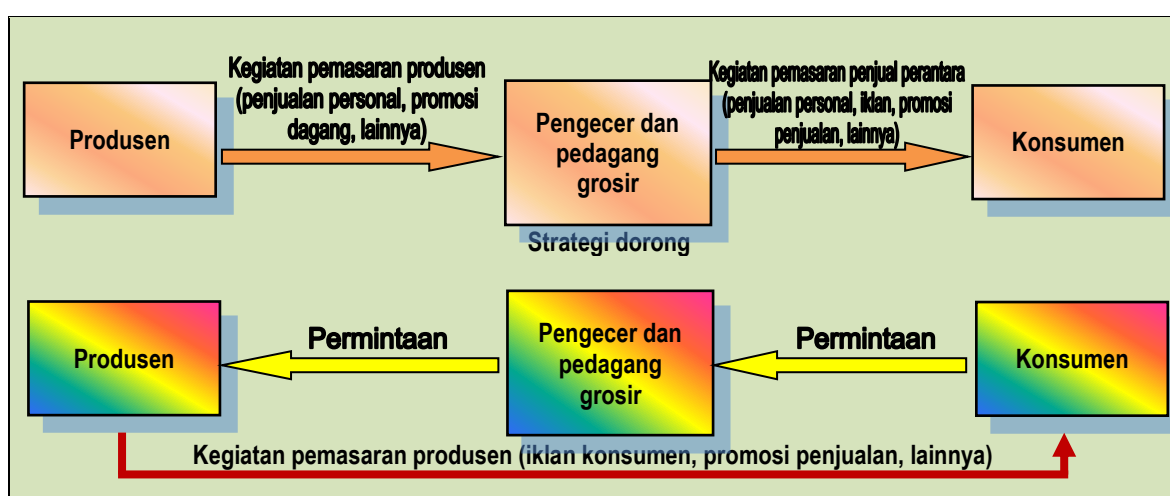 Kegiatan pemasaran produsen
(penjualan personal, promosi
dagang, lainnya)
Kegiatan pemasaran penjual perantara
(penjualan personal, iklan, promosi
penjualan, lainnya)
Produsen
Pengecer dan
pedagang
grosir
Konsumen
Strategi dorong
Produsen
Permintaan
Pengecer dan
pedagang
grosir
Permintaan
Konsumen
Kegiatan pemasaran produsen (iklan konsumen, promosi penjualan, lainnya)